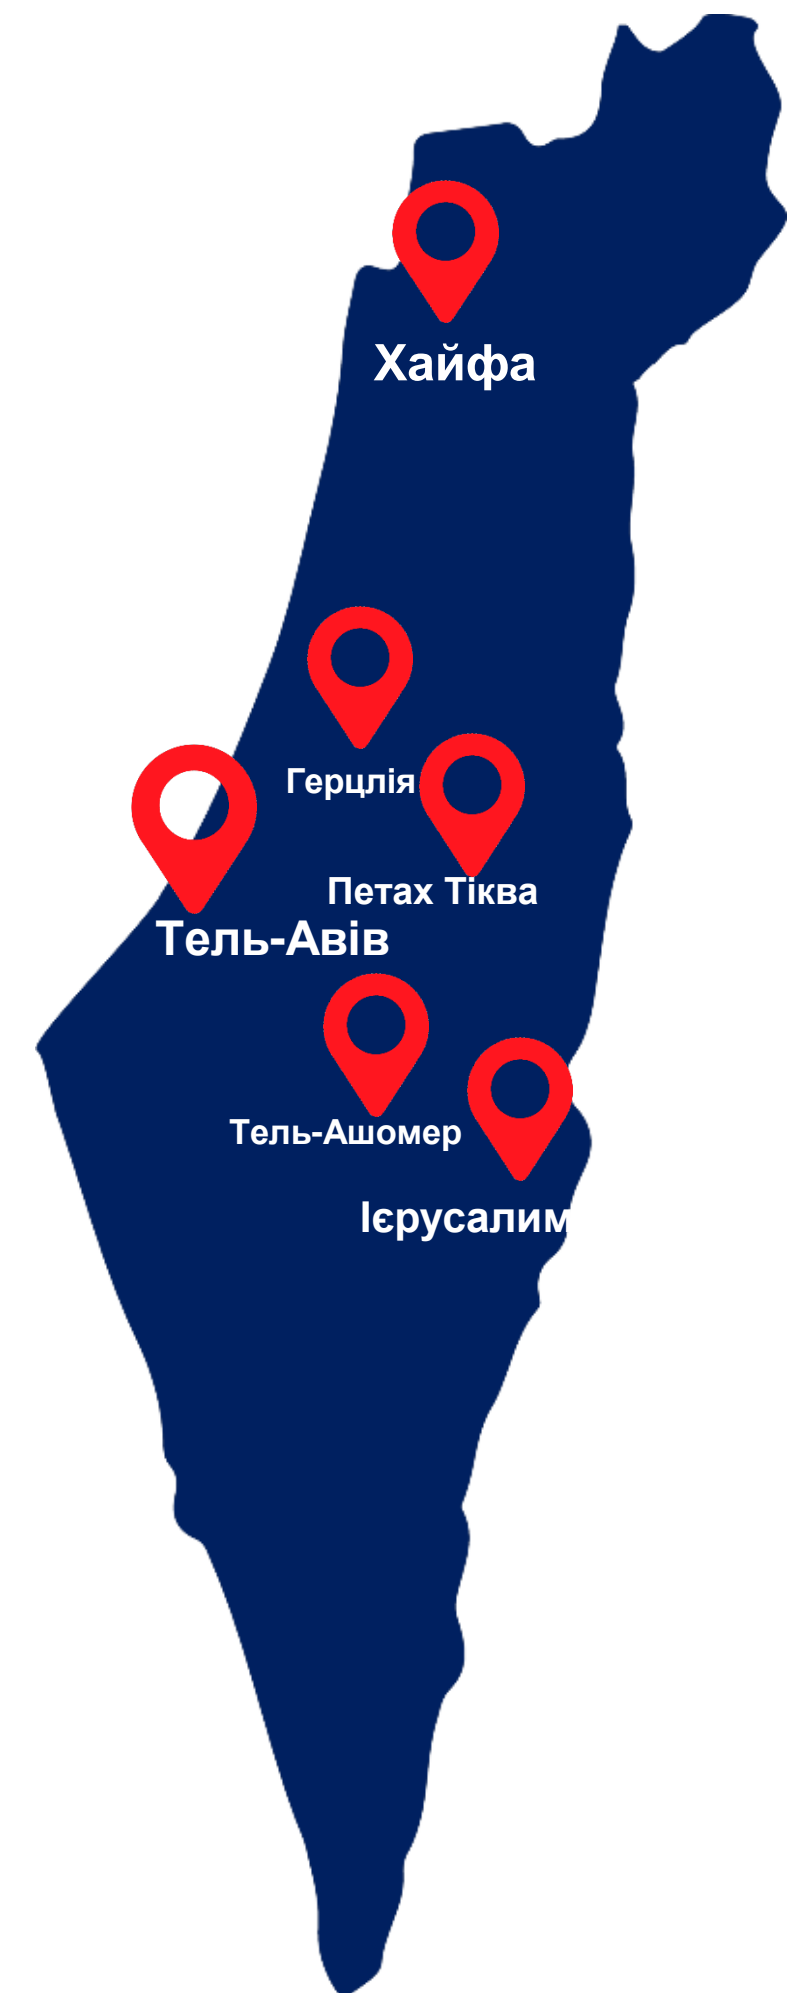 Хайфа
Герцлія
Петах Тіква
Тель-Авів
Тель-Ашомер
Ієрусалим